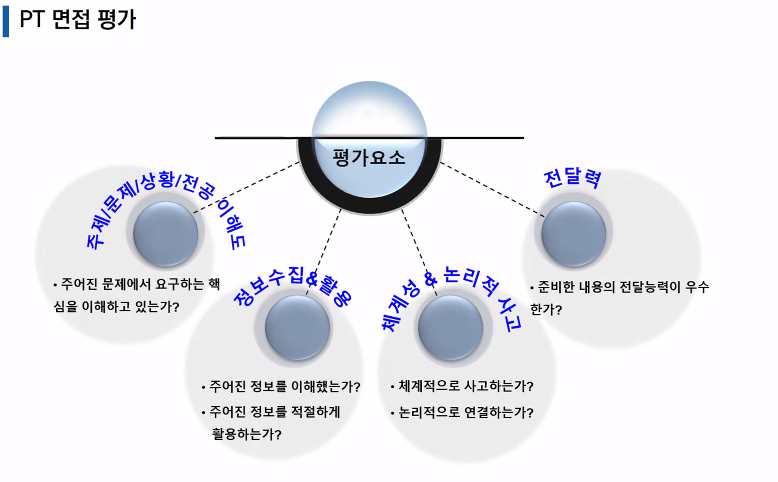 PT 면접 평가
평가요소
주제/문제/상황/전공 이해도
• 주어진 문제에서 요구하는 핵
심을 이해하고 있는가?
정보수집&활용
• 주어진 정보를 이해했는가?
• 주어진 정보를 적절하게
활용하는가?
체계성 & 논리적 사고
• 체계적으로 사고하는가?
• 논리적으로 연결하는가?
전달력
• 준비한 내용의 전달능력이 우수
한가?